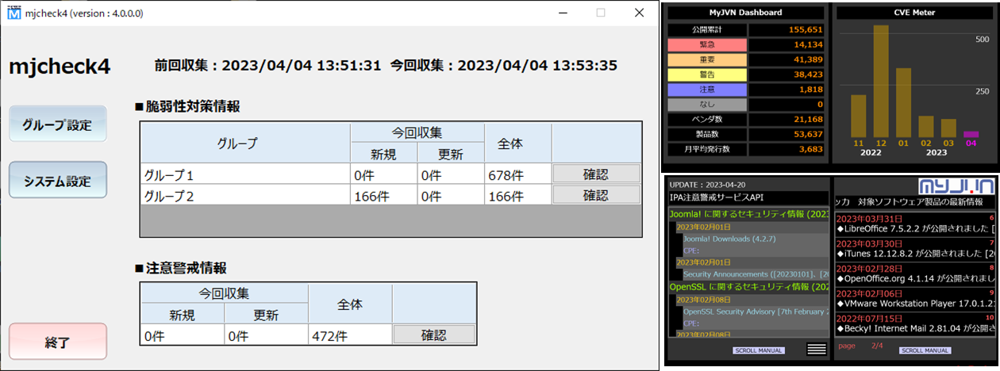 mjcheck4 (version : 4.0.0.0)
mjcheck4
前回収集：2023/04/04 13:51:31 今回収集：2023/04/04 13:53:35
グループ設定
システム設定
終了
■脆弱性対策情報
グループ 今回収集 全体
新規 更新
グループ1 0件 0件 678件 確認
グループ2 166件 0件 166件 確認
■注意警戒情報
今回収集 全体
新規 更新
0件 0件 472件 確認
MyJVN Dashboard
公開累計 155,651
緊急 14,134
重要 41,389
警告 38,423
注意 1,818
なし 0
ベンダ数 21,168
製品数 53,637
月平均発行数 3,683
CVE Meter
500
250
11 12 01 02 03 04
2022 2023
UPDATE : 2023-04-20
IPA注意警戒サービスAPI
Joomla! に関するセキュリティ情報 (2023
2023年02月01日
Joomla! Downloads (4.2.7)
CPE:
2023年02月01日
Security Announcements ([20230101]、[20
OpenSSL に関するセキュリティ情報 (202
2023年02月08日
OpenSSL Security Advisory [7th February 2
CPE:
2023年02月08日
SCROLL MANUAL
MyJVN
ッカ 対象ソフトウェア製品の最新情報
2023年03月31日 6
◆LibreOffice 7.5.2.2 が公開されました [
2023年03月30日 7
◆iTunes 12.12.8.2 が公開されました [20
2023年02月28日 8
◆OpenOffice.org 4.1.14 が公開されまし
2023年02月06日 9
◆VMware Workstation Player 17.0.1.21
2022年07月15日 10
◆Becky! Internet Mail 2.81.04 が公開さ
page 2/4
SCROLL MANUAL